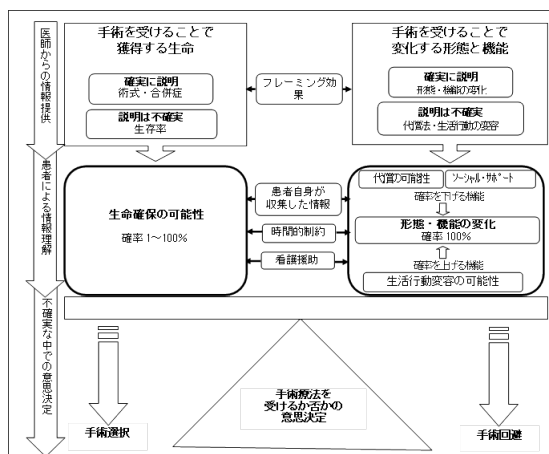 医師からの情報提供
患者による情報理解
不確実な中での意思決定
手術を受けることで
獲得する生命
確実に説明
術式・合併症
説明は不確実
生存率
フレーミング効
果
手術を受けることで
変化する形態と機能
確実に説明
形態・機能の変化
説明は不確実
代償法・生活行動の変容
生命確保の可能性
確率 1～100%
患者自身が
収集した情報
時間的制約
看護援助
代償の可能性
ソーシャル・サポート
確率を下げる機能
形態・機能の変化
確率 100%
確率を上げる機能
生活行動変容の可能性
手術療法を
受けるか否かの
意思決定
手術選択
手術回避